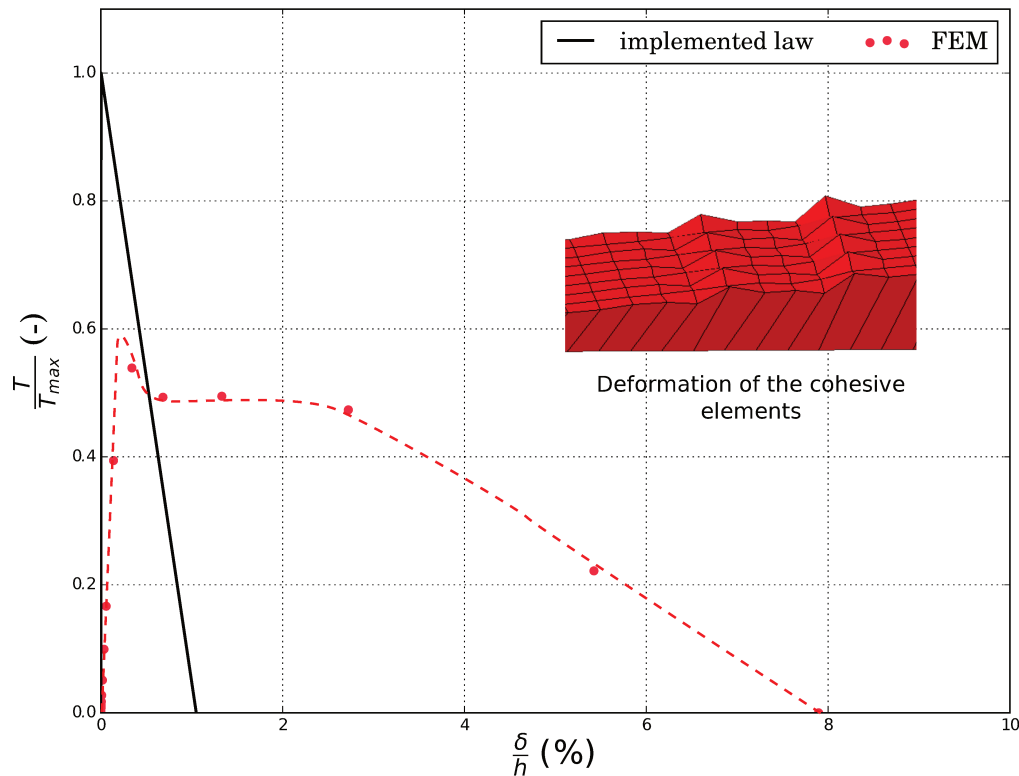 implemented law FEM
1.0
0.8
0.6
0.4
0.2
0.0
T/T_max (-)
Deformation of the cohesive
elements
0 2 4 6 8 10
δ/h (%)